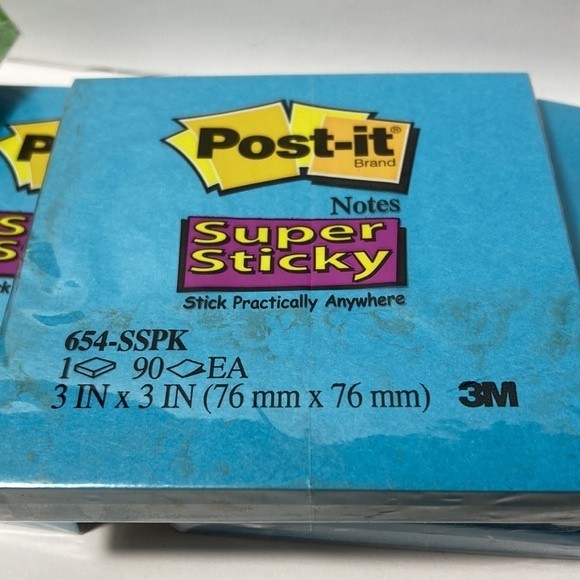 Post-it®
Brand
Notes
Super
Sticky
Stick Practically Anywhere
654-SSPK
1 90 EA
3 IN x 3 IN (76 mm x 76 mm) 3M
P
S
S
k